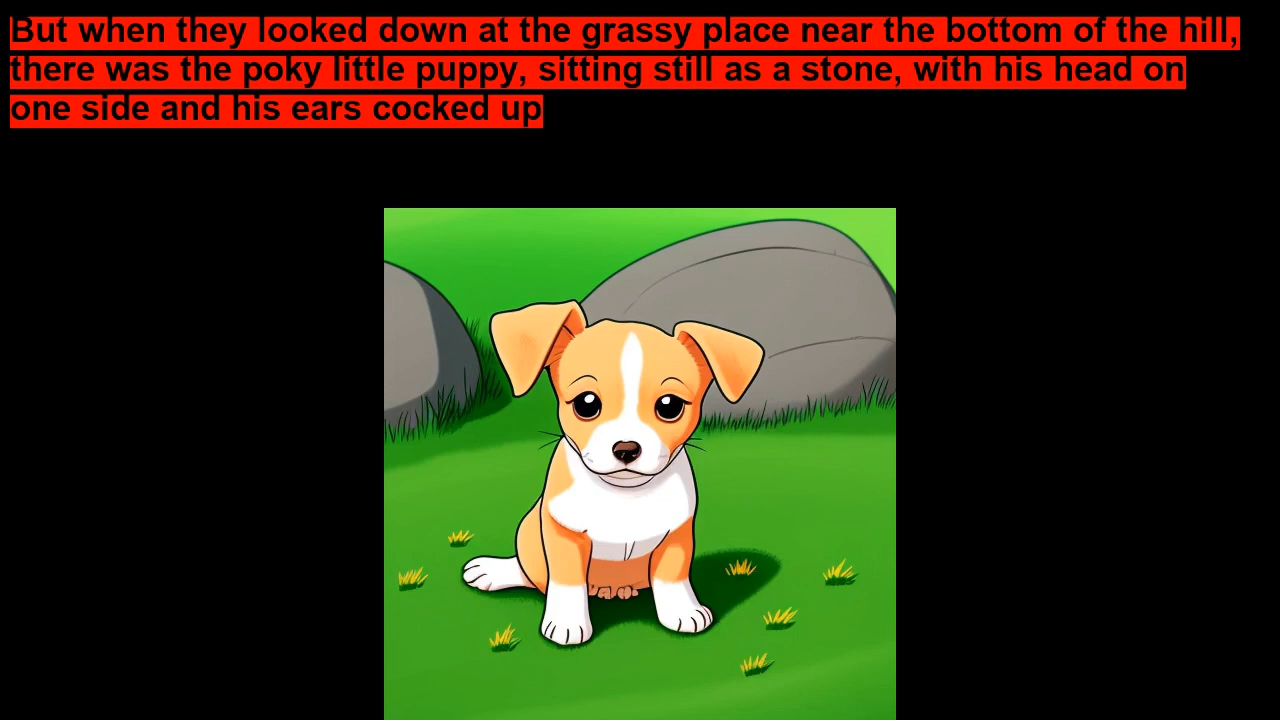 But when they looked down at the grassy place near the bottom of the hill,
there was the poky little puppy, sitting still as a stone, with his head on
one side and his ears cocked up